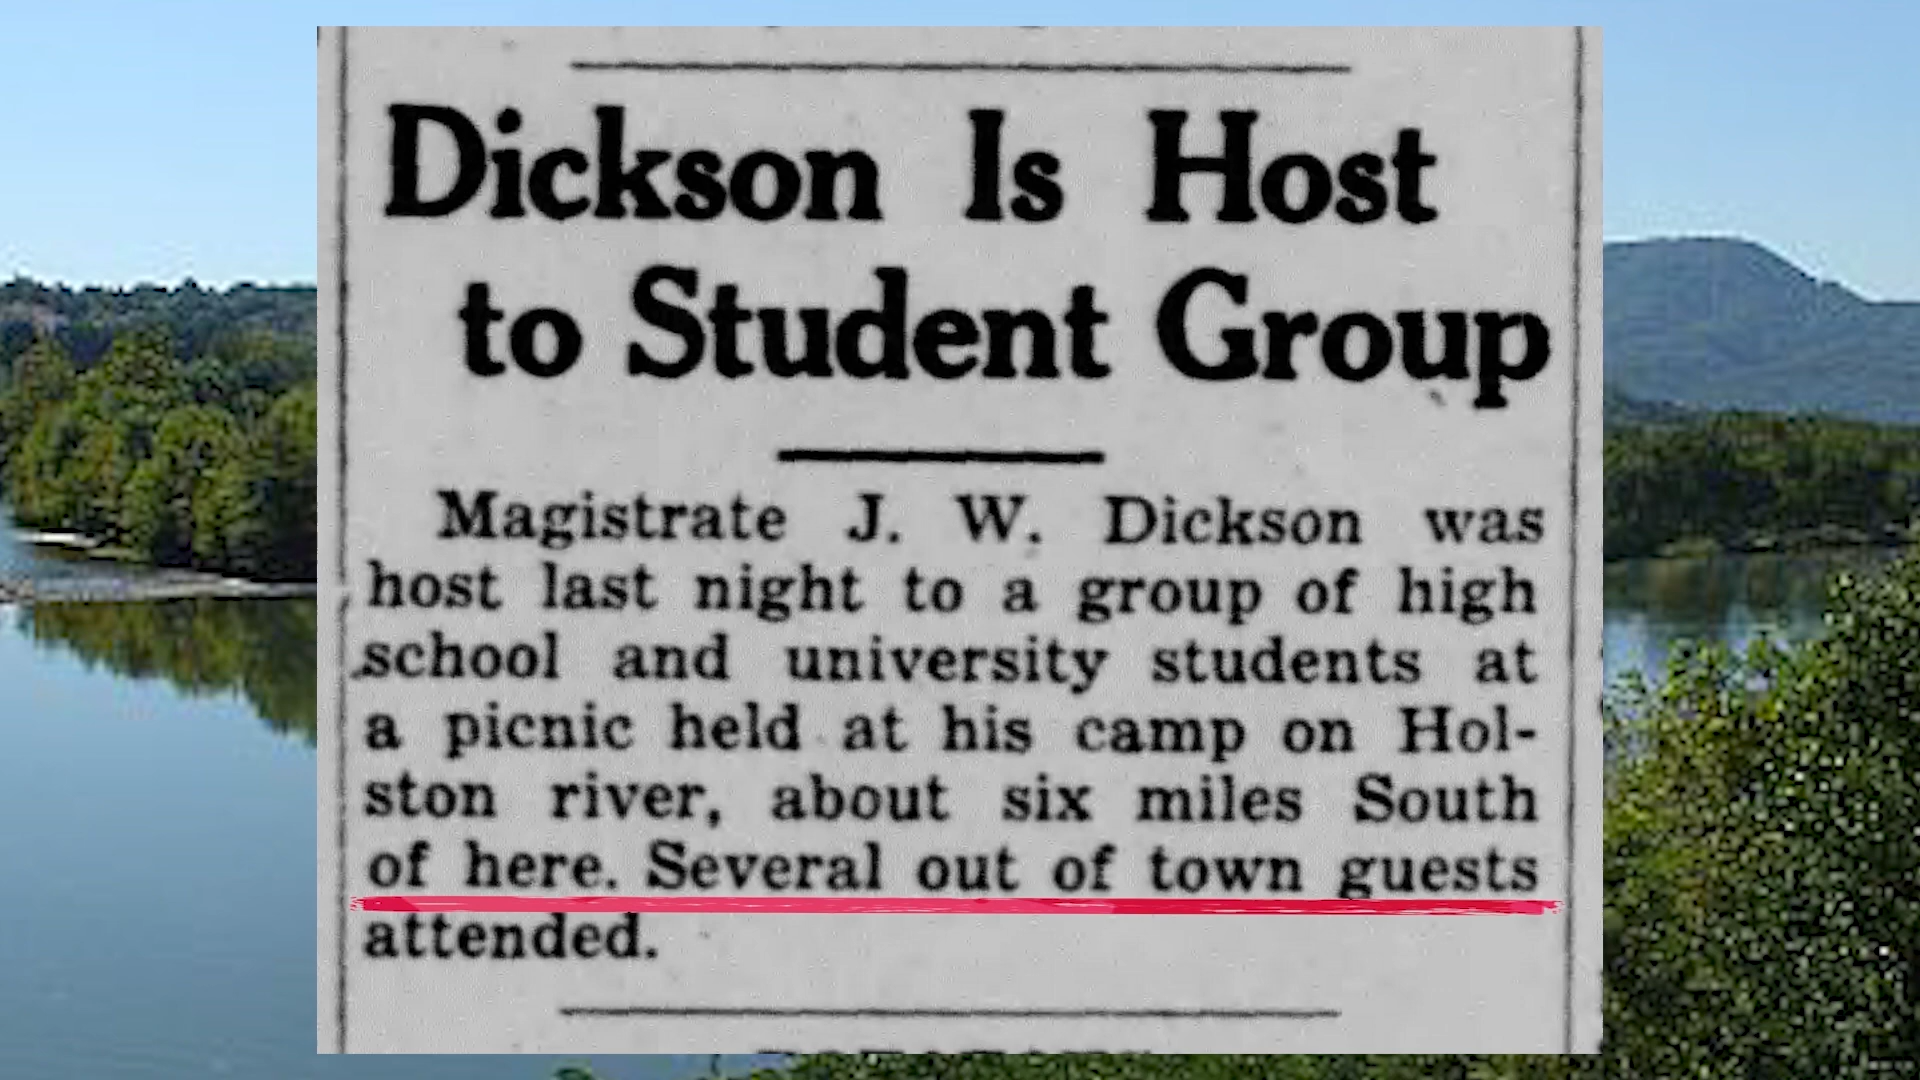 Dickson Is Host
to Student Group
Magistrate J. W. Dickson was
host last night to a group of high
school and university students at
a picnic held at his camp on Hol-
ston river, about six miles South
of here. Several out of town guests
attended.